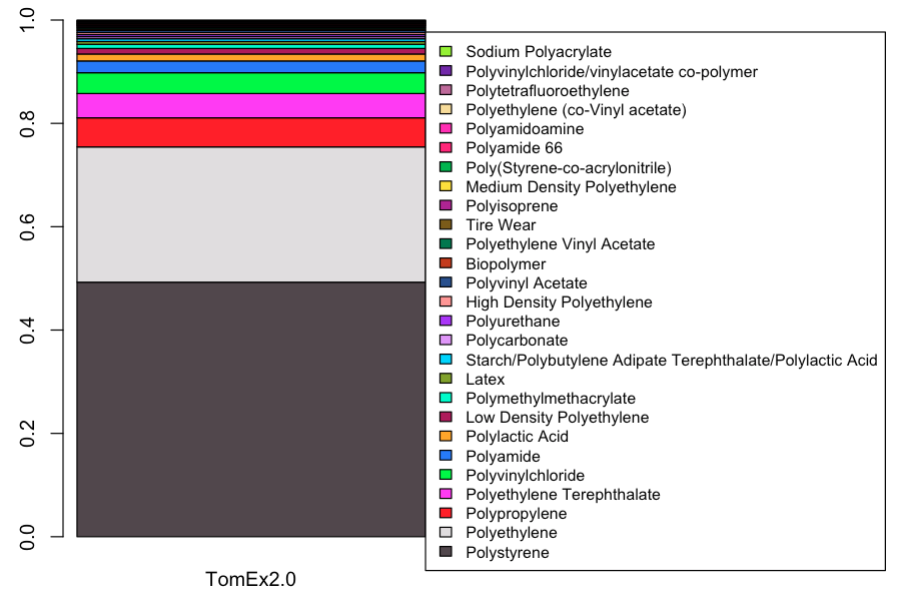 1.0
0.8
0.6
0.4
0.2
0.0
TomEx2.0
Sodium Polyacrylate
Polyvinylchloride/vinylacetate co-polymer
Polytetrafluoroethylene
Polyethylene (co-Vinyl acetate)
Polyamidoamine
Polyamide 66
Poly(Styrene-co-acrylonitrile)
Medium Density Polyethylene
Polyisoprene
Tire Wear
Polyethylene Vinyl Acetate
Biopolymer
Polyvinyl Acetate
High Density Polyethylene
Polyurethane
Polycarbonate
Starch/Polybutylene Adipate Terephthalate/Polylactic Acid
Latex
Polymethylmethacrylate
Low Density Polyethylene
Polylactic Acid
Polyamide
Polyvinylchloride
Polyethylene Terephthalate
Polypropylene
Polyethylene
Polystyrene